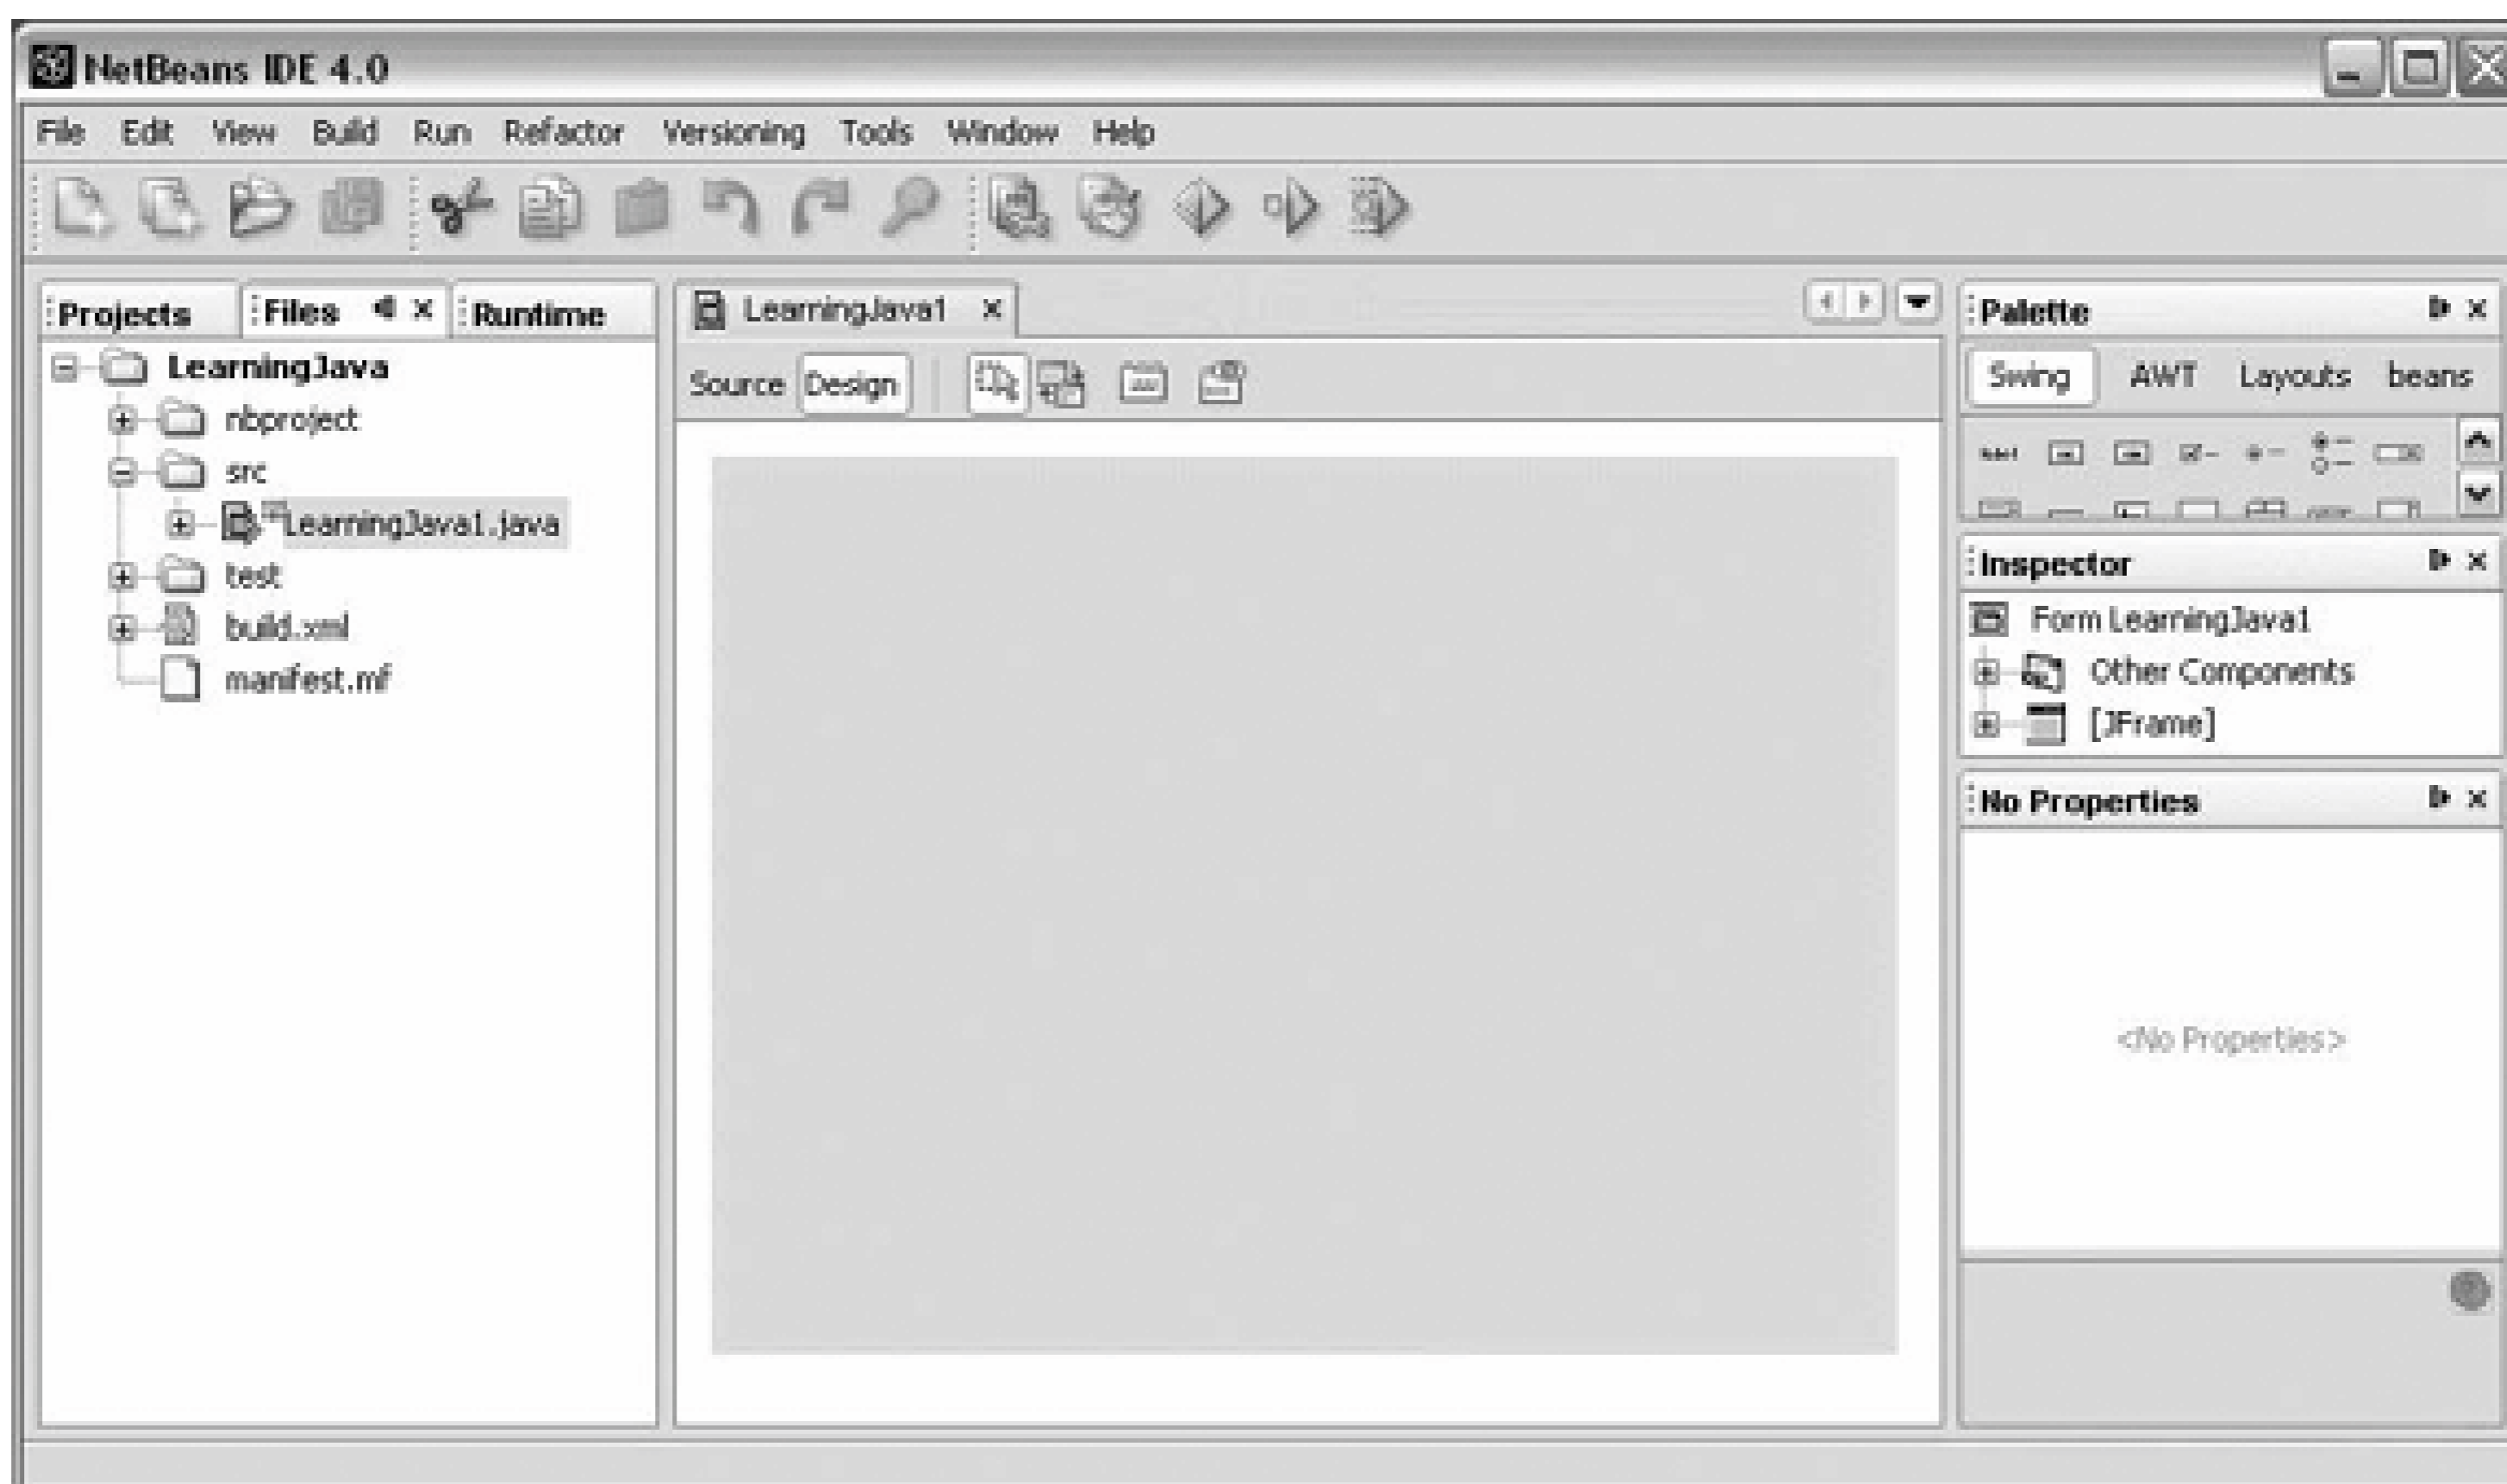 NetBeans IDE 4.0
File Edit View Build Run Refactor Versioning Tools Window Help
Projects Files Runtime
LearningJava
nbproject
src
LearningJava1.java
test
build.xml
manifest.mf
LearningJava1
Source Design
Palette
Swing AWT Layouts beans
Inspector
Form LearningJava1
Other Components
[JFrame]
No Properties
<No Properties>